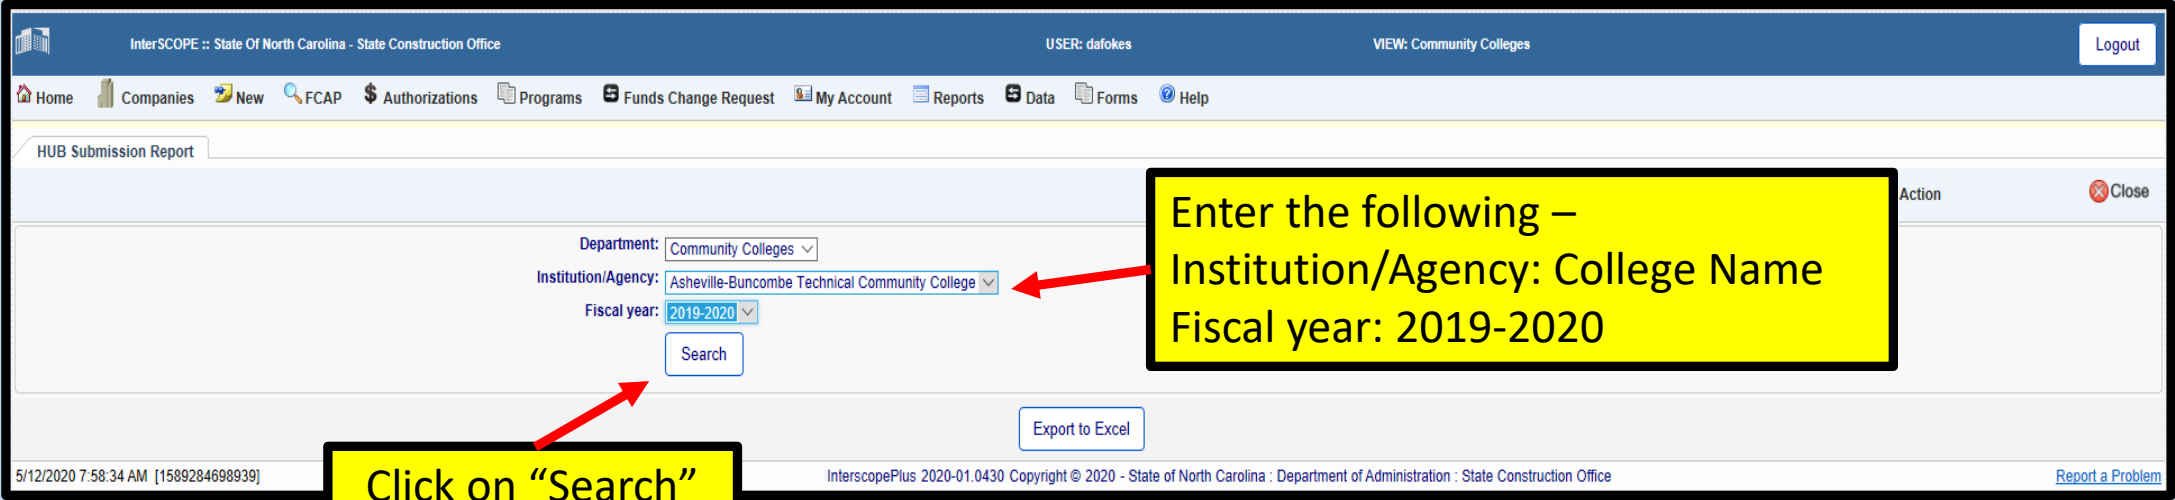 InterSCOPE :: State Of North Carolina - State Construction Office USER: dafokes VIEW: Community Colleges Logout
Home Companies New FCAP Authorizations Programs Funds Change Request My Account Reports Data Forms Help
HUB Submission Report
Action Close
Department: Community Colleges
Institution/Agency: Asheville-Buncombe Technical Community College
Fiscal year: 2019-2020
Search
Enter the following –
Institution/Agency: College Name
Fiscal year: 2019-2020
Export to Excel
Click on “Search”
5/12/2020 7:58:34 AM [1589284698939] InterscopePlus 2020-01.0430 Copyright © 2020 - State of North Carolina : Department of Administration : State Construction Office Report a Problem